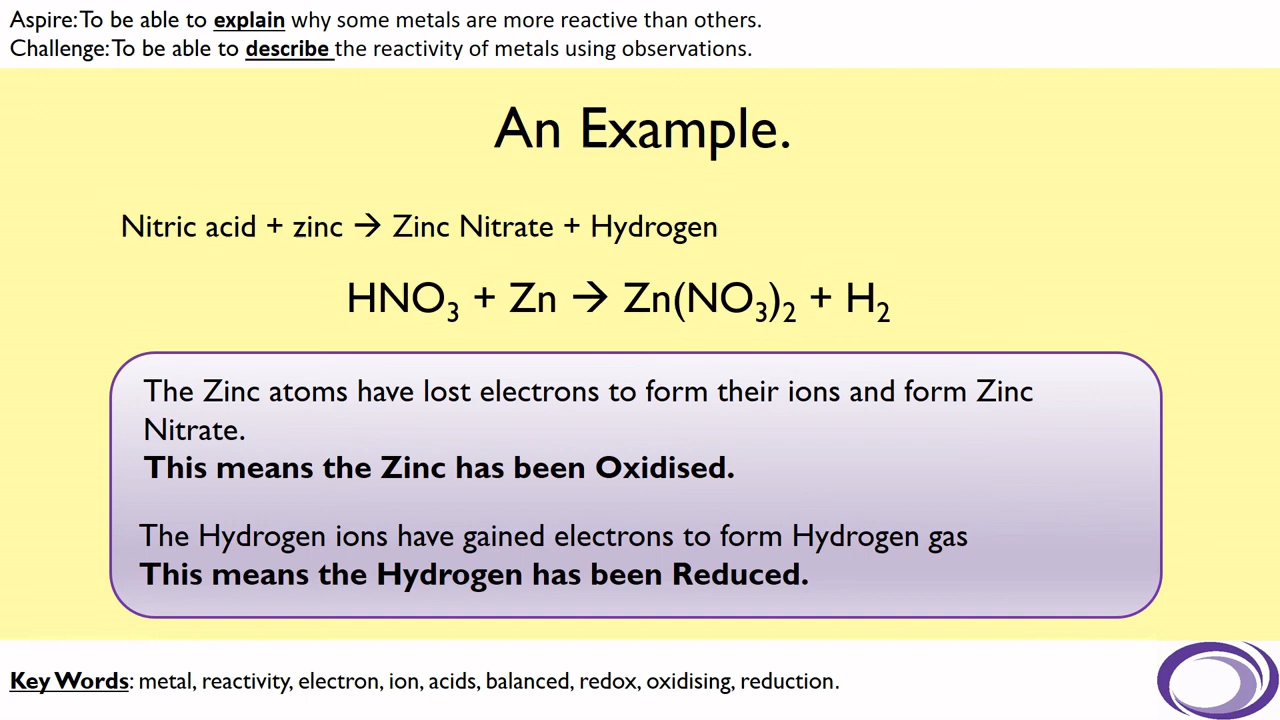 Aspire: To be able to explain why some metals are more reactive than others.
Challenge: To be able to describe the reactivity of metals using observations.
An Example.
Nitric acid + zinc → Zinc Nitrate + Hydrogen
HNO₃ + Zn → Zn(NO₃)₂ + H₂
The Zinc atoms have lost electrons to form their ions and form Zinc
Nitrate.
This means the Zinc has been Oxidised.
The Hydrogen ions have gained electrons to form Hydrogen gas
This means the Hydrogen has been Reduced.
Key Words: metal, reactivity, electron, ion, acids, balanced, redox, oxidising, reduction.